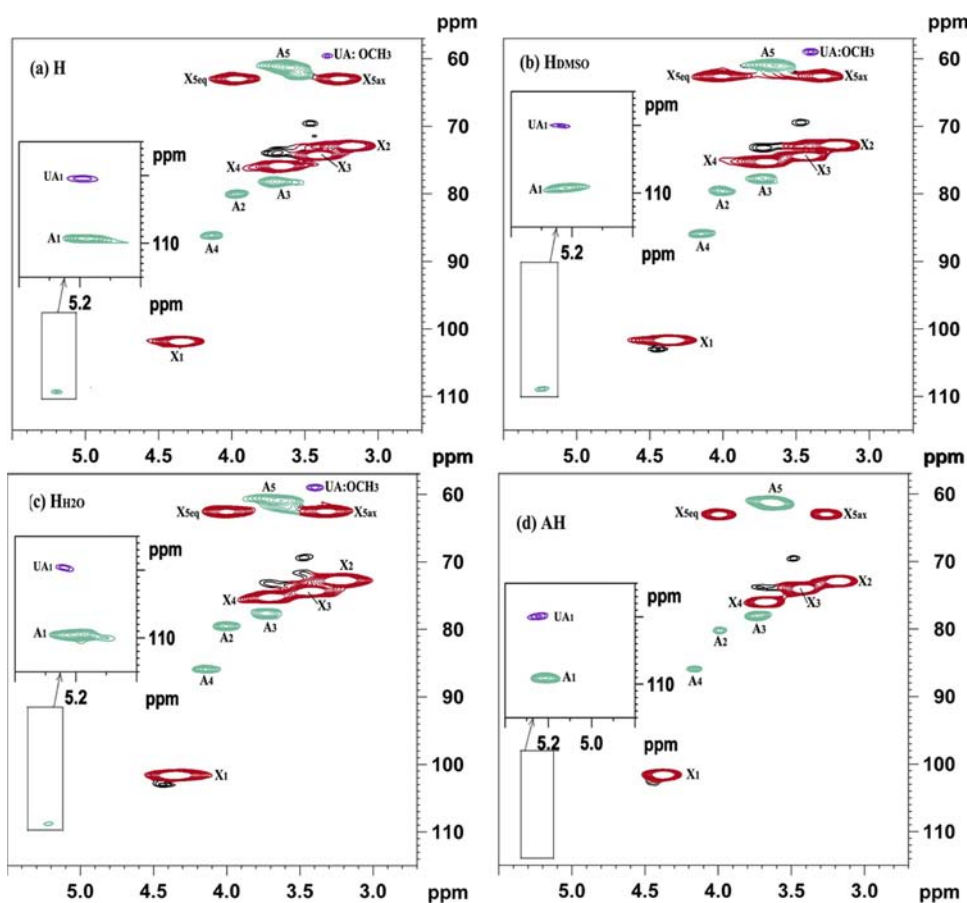 ppm
ppm
(a) H
A5
UA: OCH3
60
X5eq
X5ax
70
X2
X3
X4
80
A3
A2
A4
90
ppm
UA1
A1
110
5.2
ppm
100
X1
110
5.0
4.5
4.0
3.5
3.0
ppm
(b) HDMSO
A5
UA:OCH3
60
X5eq
X5ax
70
X2
X3
X4
80
A3
A2
A4
90
ppm
UA1
A1
110
5.2
ppm
100
X1
110
5.0
4.5
4.0
3.5
3.0
ppm
(c) HH2O
A5
UA:OCH3
60
X5eq
X5ax
70
X2
X3
X4
80
A3
A2
A4
90
ppm
UA1
A1
110
5.2
ppm
100
X1
110
5.0
4.5
4.0
3.5
3.0
ppm
(d) AH
A5
60
X5eq
X5ax
70
X2
X3
X4
80
A3
A2
A4
90
ppm
UA1
A1
110
5.2
5.0
ppm
100
X1
110
5.0
4.5
4.0
3.5
3.0
ppm